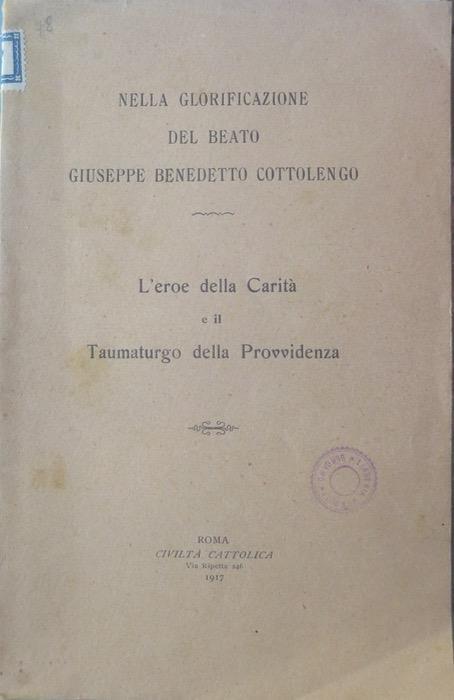 78
NELLA GLORIFICAZIONE
DEL BEATO
GIUSEPPE BENEDETTO COTTOLENGO
L'eroe della Carità
e il
Taumaturgo della Provvidenza
ROMA
CIVILTÀ CATTOLICA
Via Ripetta 246
1917